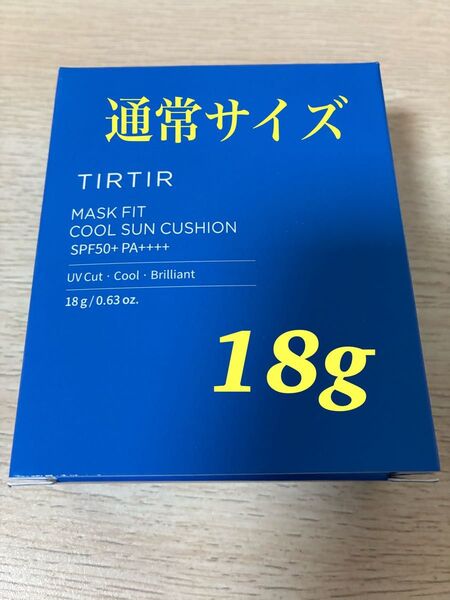 通常サイズ
TIRTIR
MASK FIT
COOL SUN CUSHION
SPF50+ PA++++
UV Cut · Cool · Brilliant
18 g / 0.63 oz.
18g